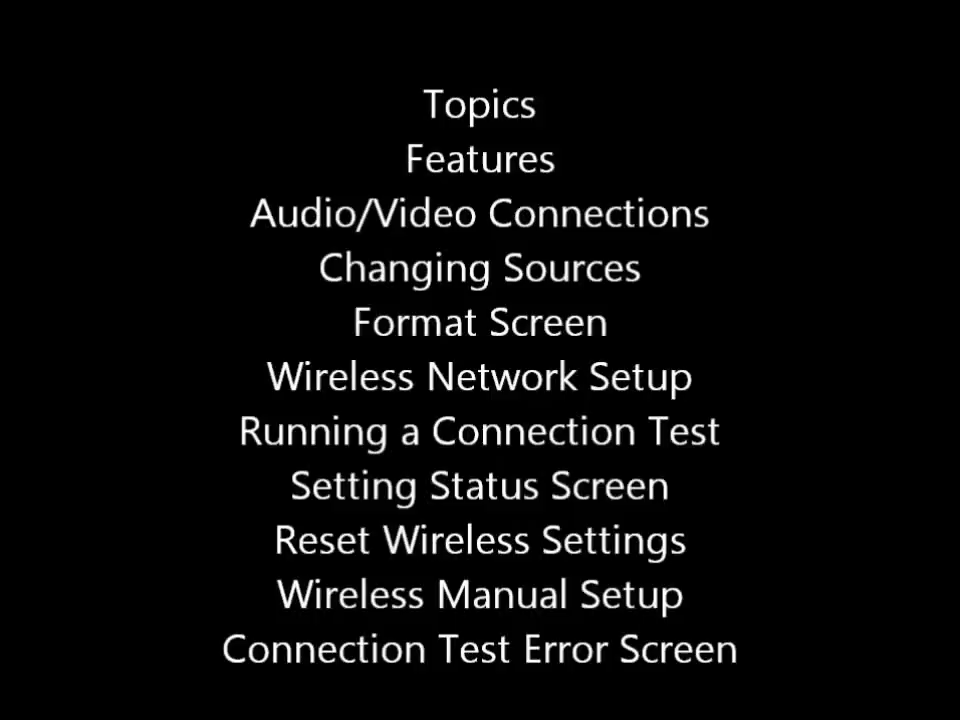 Topics
Features
Audio/Video Connections
Changing Sources
Format Screen
Wireless Network Setup
Running a Connection Test
Setting Status Screen
Reset Wireless Settings
Wireless Manual Setup
Connection Test Error Screen